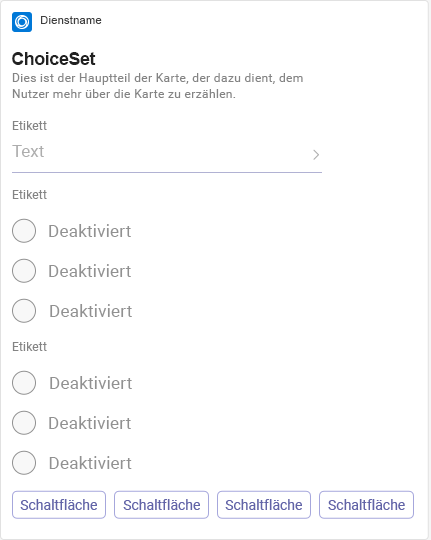 Dienstname
ChoiceSet
Dies ist der Hauptteil der Karte, der dazu dient, dem
Nutzer mehr über die Karte zu erzählen.
Etikett
Text
Etikett
Deaktiviert
Deaktiviert
Deaktiviert
Etikett
Deaktiviert
Deaktiviert
Deaktiviert
Schaltfläche Schaltfläche Schaltfläche Schaltfläche